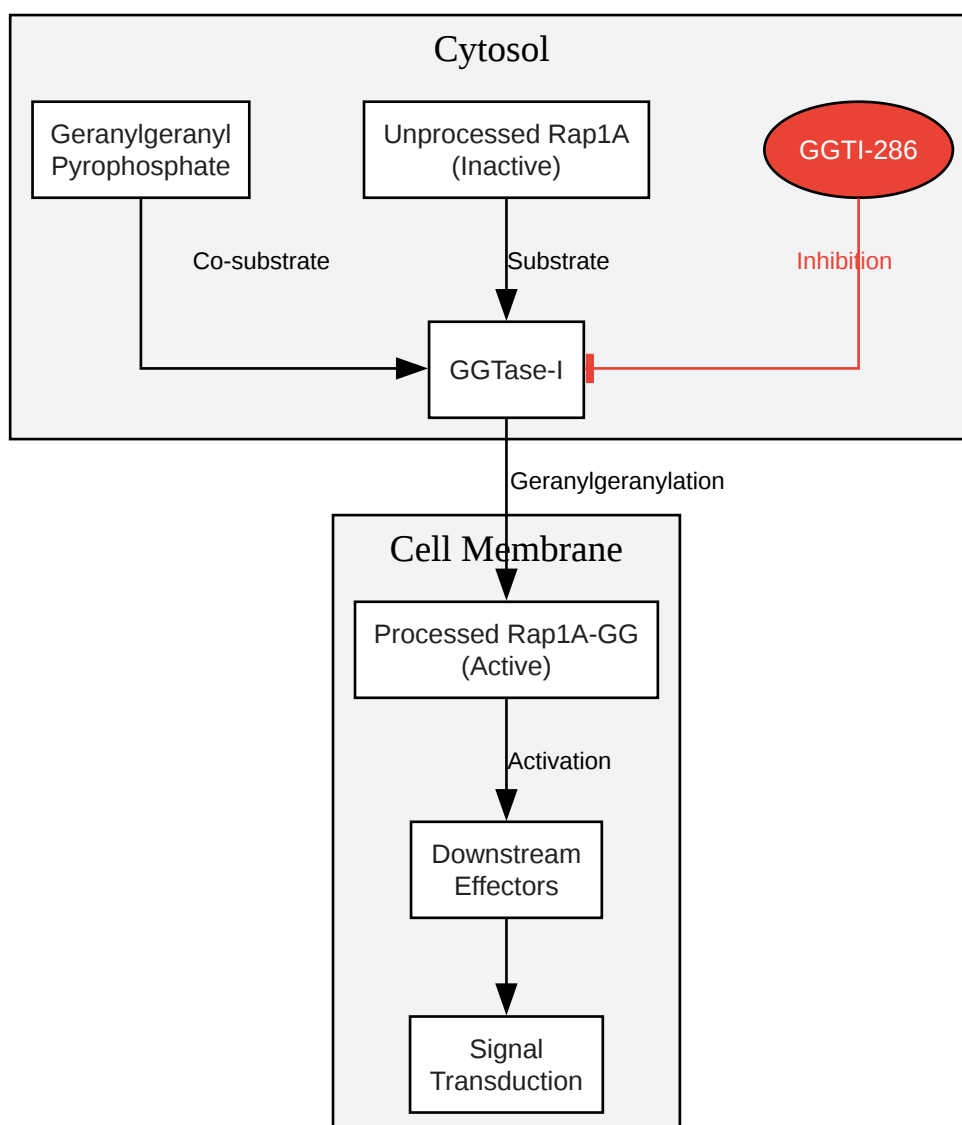 Cytosol
Geranylgeranyl
Pyrophosphate
Unprocessed Rap1A
(Inactive)
GGTI-286
Co-substrate
Substrate
Inhibition
GGTase-I
Geranylgeranylation
Cell Membrane
Processed Rap1A-GG
(Active)
Activation
Downstream
Effectors
Signal
Transduction